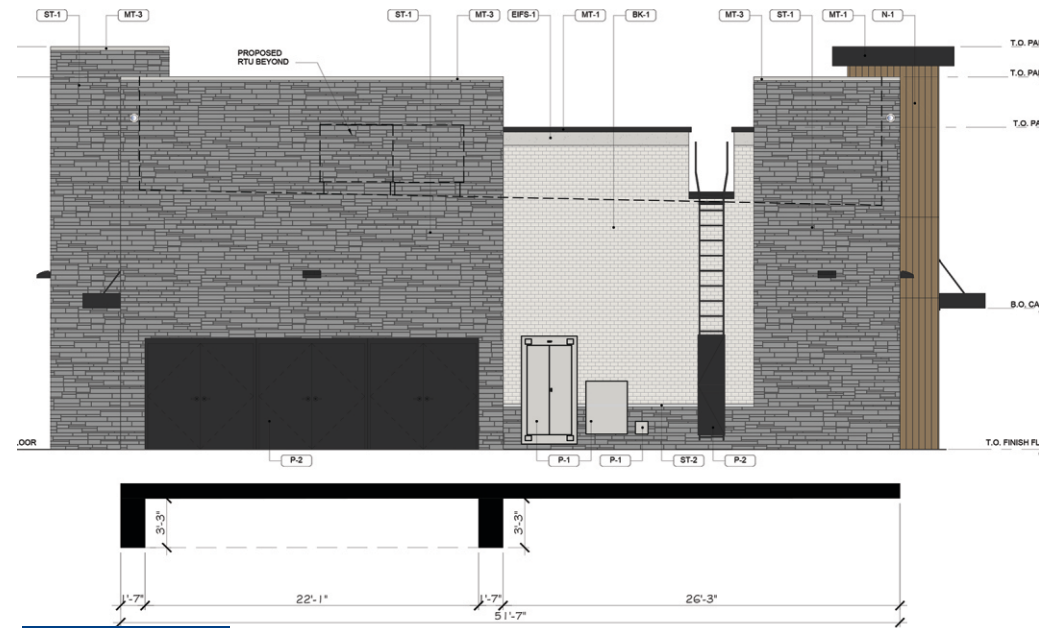 ST-1 MT-3 ST-1 MT-3 EIFS-1 MT-1 BK-1 MT-3 ST-1 MT-1 N-1
T.O. PA
PROPOSED
RTU BEYOND
T.O. PA
T.O. PA
B.O. CA
.OOR
T.O. FINISH FL
P-2 P-1 P-1 ST-2 P-2
3'-3" 3'-3"
1'-7" 22'-1" 1'-7" 26'-3"
51'-7"